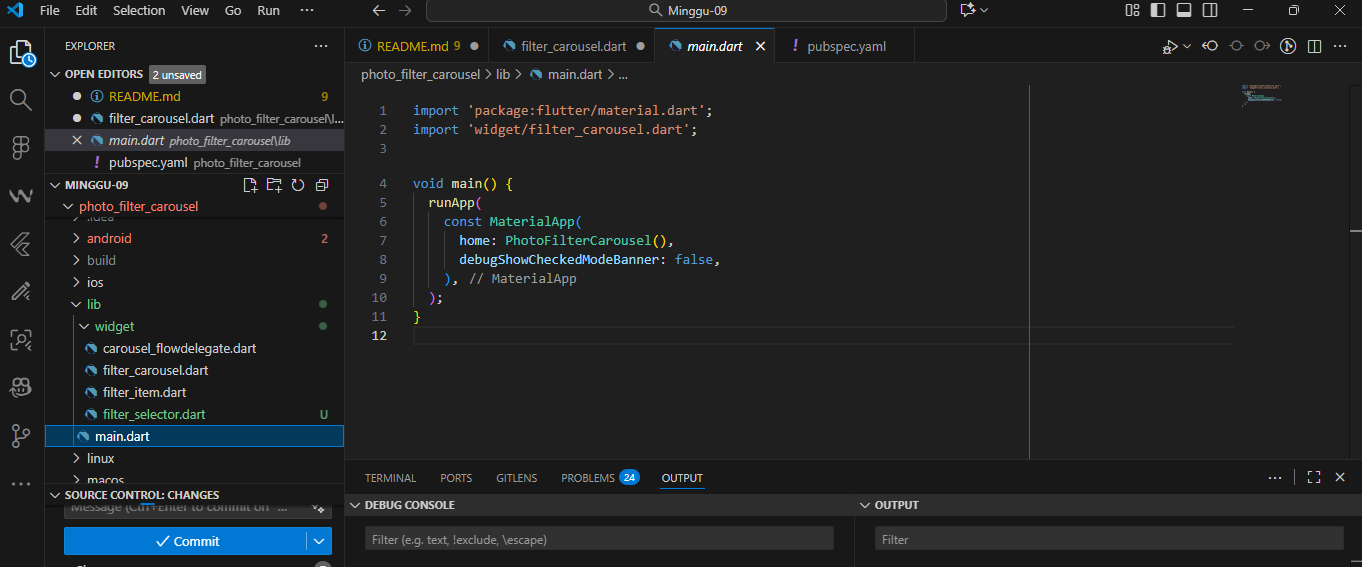 File Edit Selection View Go Run ···
Minggu-09
EXPLORER
OPEN EDITORS 2 unsaved
README.md 9
filter_carousel.dart photo_filter_carousel\l...
main.dart photo_filter_carousel\lib
! pubspec.yaml photo_filter_carousel
MINGGU-09
photo_filter_carousel
.idea
android 2
build
ios
lib
widget
carousel_flowdelegate.dart
filter_carousel.dart
filter_item.dart
filter_selector.dart U
main.dart
linux
macos
SOURCE CONTROL: CHANGES
Message (Ctrl+Enter to commit on "...
Commit
README.md 9
filter_carousel.dart
main.dart
! pubspec.yaml
photo_filter_carousel > lib > main.dart > ...
1 import 'package:flutter/material.dart';
2 import 'widget/filter_carousel.dart';
3
4 void main() {
5 runApp(
6 const MaterialApp(
7 home: PhotoFilterCarousel(),
8 debugShowCheckedModeBanner: false,
9 ), // MaterialApp
10 );
11 }
12
TERMINAL PORTS GITLENS PROBLEMS 24 OUTPUT
DEBUG CONSOLE
Filter (e.g. text, !exclude, \escape)
OUTPUT
Filter